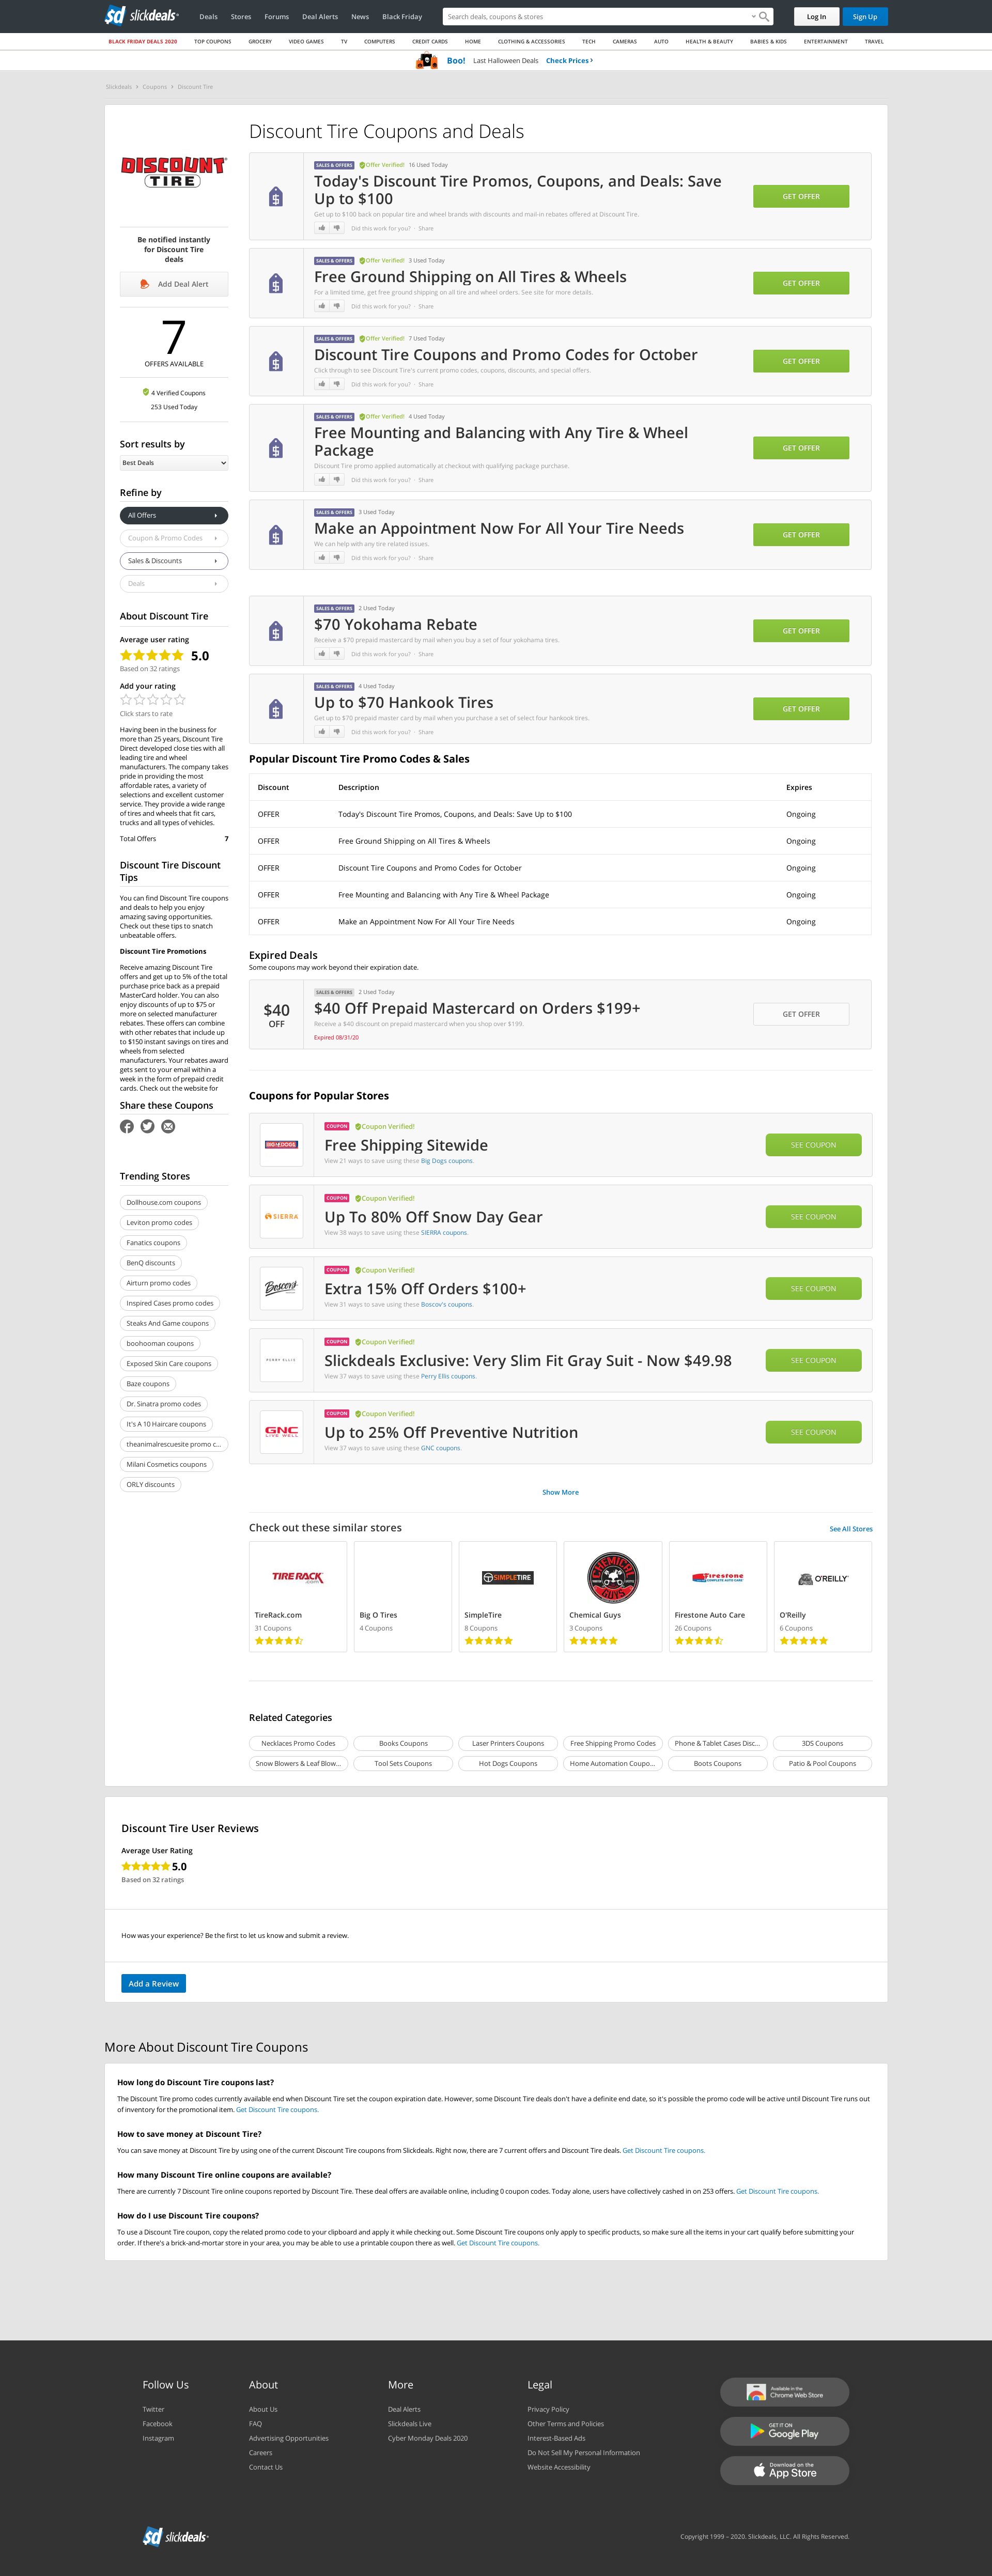 slickdeals
Deals Stores Forums Deal Alerts News Black Friday
Search deals, coupons & stores
Log In Sign Up
BLACK FRIDAY DEALS 2020 TOP COUPONS GROCERY VIDEO GAMES TV COMPUTERS CREDIT CARDS HOME CLOTHING & ACCESSORIES TECH CAMERAS AUTO HEALTH & BEAUTY BABIES & KIDS ENTERTAINMENT TRAVEL
Boo! Last Halloween Deals Check Prices
Slickdeals Coupons Discount Tire
DISCOUNT
TIRE
Be notified instantly
for Discount Tire
deals
Add Deal Alert
7
OFFERS AVAILABLE
4 Verified Coupons
253 Used Today
Sort results by
Best Deals
Refine by
All Offers
Coupon & Promo Codes
Sales & Discounts
Deals
About Discount Tire
Average user rating
5.0
Based on 32 ratings
Add your rating
Click stars to rate
Having been in the business for
more than 25 years, Discount Tire
Direct developed close ties with all
leading tire and wheel
manufacturers. The company takes
pride in providing the most
affordable rates, a variety of
selections and excellent customer
service. They provide a wide range
of tires and wheels that fit cars,
trucks and all types of vehicles.
Total Offers 7
Discount Tire Discount
Tips
You can find Discount Tire coupons
and deals to help you enjoy
amazing saving opportunities.
Check out these tips to snatch
unbeatable offers.
Discount Tire Promotions
Receive amazing Discount Tire
offers and get up to 5% of the total
purchase price back as a prepaid
MasterCard holder. You can also
enjoy discounts of up to $75 or
more on selected manufacturer
rebates. These offers can combine
with other rebates that include up
to $150 instant savings on tires and
wheels from selected
manufacturers. Your rebates award
gets sent to your email within a
week in the form of prepaid credit
cards. Check out the website for
Share these Coupons
Trending Stores
Dollhouse.com coupons
Leviton promo codes
Fanatics coupons
BenQ discounts
Airturn promo codes
Inspired Cases promo codes
Steaks And Game coupons
boohooman coupons
Exposed Skin Care coupons
Baze coupons
Dr. Sinatra promo codes
It's A 10 Haircare coupons
theanimalrescuesite promo c...
Milani Cosmetics coupons
ORLY discounts
Discount Tire Coupons and Deals
SALES & OFFERS Offer Verified! 16 Used Today
Today's Discount Tire Promos, Coupons, and Deals: Save
Up to $100
Get up to $100 back on popular tire and wheel brands with discounts and mail-in rebates offered at Discount Tire.
Did this work for you? · Share
GET OFFER
SALES & OFFERS Offer Verified! 3 Used Today
Free Ground Shipping on All Tires & Wheels
For a limited time, get free ground shipping on all tire and wheel orders. See site for more details.
Did this work for you? · Share
GET OFFER
SALES & OFFERS Offer Verified! 7 Used Today
Discount Tire Coupons and Promo Codes for October
Click through to see Discount Tire's current promo codes, coupons, discounts, and special offers.
Did this work for you? · Share
GET OFFER
SALES & OFFERS Offer Verified! 4 Used Today
Free Mounting and Balancing with Any Tire & Wheel
Package
Discount Tire promo applied automatically at checkout with qualifying package purchase.
Did this work for you? · Share
GET OFFER
SALES & OFFERS 3 Used Today
Make an Appointment Now For All Your Tire Needs
We can help with any tire related issues.
Did this work for you? · Share
GET OFFER
SALES & OFFERS 2 Used Today
$70 Yokohama Rebate
Receive a $70 prepaid mastercard by mail when you buy a set of four yokohama tires.
Did this work for you? · Share
GET OFFER
SALES & OFFERS 4 Used Today
Up to $70 Hankook Tires
Get up to $70 prepaid master card by mail when you purchase a set of select four hankook tires.
Did this work for you? · Share
GET OFFER
Popular Discount Tire Promo Codes & Sales
Discount Description Expires
OFFER Today's Discount Tire Promos, Coupons, and Deals: Save Up to $100 Ongoing
OFFER Free Ground Shipping on All Tires & Wheels Ongoing
OFFER Discount Tire Coupons and Promo Codes for October Ongoing
OFFER Free Mounting and Balancing with Any Tire & Wheel Package Ongoing
OFFER Make an Appointment Now For All Your Tire Needs Ongoing
Expired Deals
Some coupons may work beyond their expiration date.
$40
OFF
SALES & OFFERS 2 Used Today
$40 Off Prepaid Mastercard on Orders $199+
Receive a $40 discount on prepaid mastercard when you shop over $199.
Expired 08/31/20
GET OFFER
Coupons for Popular Stores
BIG DOGS
COUPON Coupon Verified!
Free Shipping Sitewide
View 21 ways to save using these Big Dogs coupons.
SEE COUPON
SIERRA
COUPON Coupon Verified!
Up To 80% Off Snow Day Gear
View 38 ways to save using these SIERRA coupons.
SEE COUPON
Boscov's
COUPON Coupon Verified!
Extra 15% Off Orders $100+
View 31 ways to save using these Boscov's coupons.
SEE COUPON
PERRY ELLIS
COUPON Coupon Verified!
Slickdeals Exclusive: Very Slim Fit Gray Suit - Now $49.98
View 37 ways to save using these Perry Ellis coupons.
SEE COUPON
GNC
LIVE WELL
COUPON Coupon Verified!
Up to 25% Off Preventive Nutrition
View 37 ways to save using these GNC coupons.
SEE COUPON
Show More
Check out these similar stores See All Stores
TIRE RACK
.com
SIMPLETIRE
CHEMICAL
GUYS
Firestone
COMPLETE AUTO CARE
O'REILLY
TireRack.com Big O Tires SimpleTire Chemical Guys Firestone Auto Care O'Reilly
31 Coupons 4 Coupons 8 Coupons 3 Coupons 26 Coupons 6 Coupons
Related Categories
Necklaces Promo Codes Books Coupons Laser Printers Coupons Free Shipping Promo Codes Phone & Tablet Cases Disc... 3DS Coupons
Snow Blowers & Leaf Blow... Tool Sets Coupons Hot Dogs Coupons Home Automation Coupo... Boots Coupons Patio & Pool Coupons
Discount Tire User Reviews
Average User Rating
5.0
Based on 32 ratings
How was your experience? Be the first to let us know and submit a review.
Add a Review
More About Discount Tire Coupons
How long do Discount Tire coupons last?
The Discount Tire promo codes currently available end when Discount Tire set the coupon expiration date. However, some Discount Tire deals don't have a definite end date, so it's possible the promo code will be active until Discount Tire runs out
of inventory for the promotional item. Get Discount Tire coupons.
How to save money at Discount Tire?
You can save money at Discount Tire by using one of the current Discount Tire coupons from Slickdeals. Right now, there are 7 current offers and Discount Tire deals. Get Discount Tire coupons.
How many Discount Tire online coupons are available?
There are currently 7 Discount Tire online coupons reported by Discount Tire. These deal offers are available online, including 0 coupon codes. Today alone, users have collectively cashed in on 253 offers. Get Discount Tire coupons.
How do I use Discount Tire coupons?
To use a Discount Tire coupon, copy the related promo code to your clipboard and apply it while checking out. Some Discount Tire coupons only apply to specific products, so make sure all the items in your cart qualify before submitting your
order. If there's a brick-and-mortar store in your area, you may be able to use a printable coupon there as well. Get Discount Tire coupons.
Follow Us
Twitter
Facebook
Instagram
About
About Us
FAQ
Advertising Opportunities
Careers
Contact Us
More
Deal Alerts
Slickdeals Live
Cyber Monday Deals 2020
Legal
Privacy Policy
Other Terms and Policies
Interest-Based Ads
Do Not Sell My Personal Information
Website Accessibility
Available in the
Chrome Web Store
GET IT ON
Google Play
Download on the
App Store
slickdeals
Copyright 1999 – 2020. Slickdeals, LLC. All Rights Reserved.